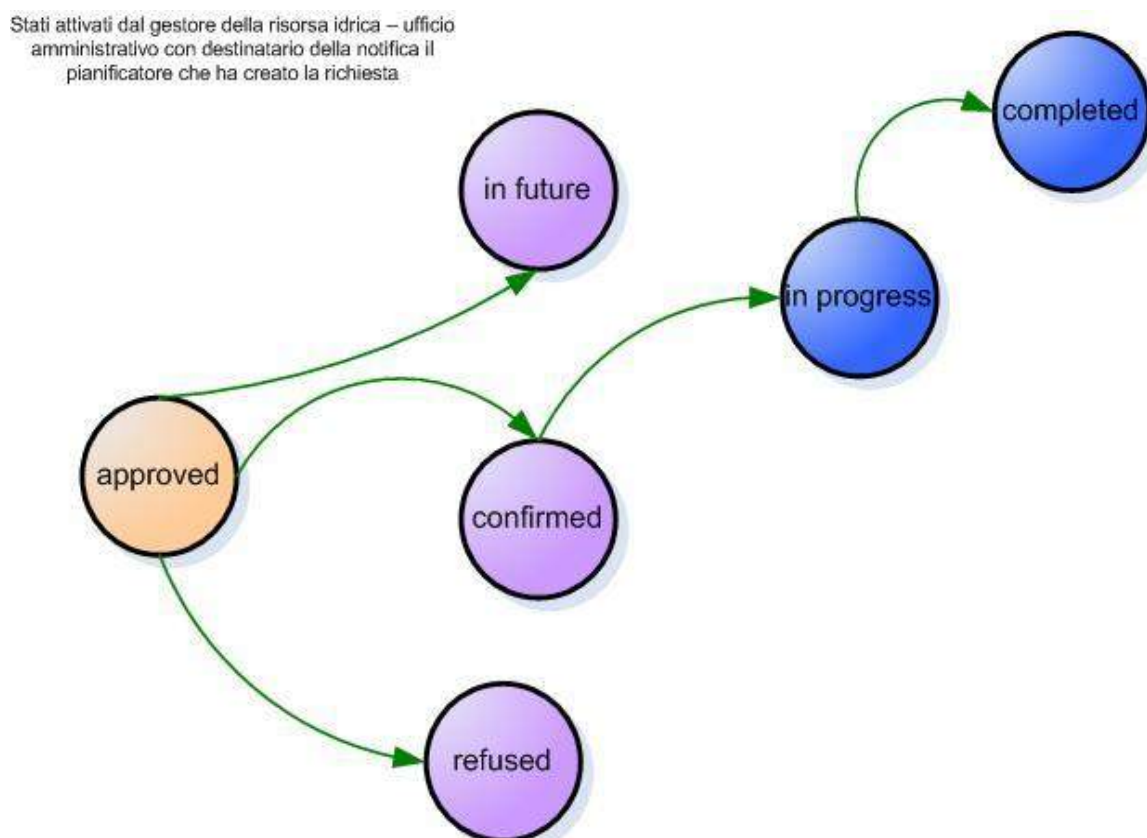 Stati attivati dal gestore della risorsa idrica – ufficio
amministrativo con destinatario della notifica il
pianificatore che ha creato la richiesta
completed
in future
in progress
approved
confirmed
refused